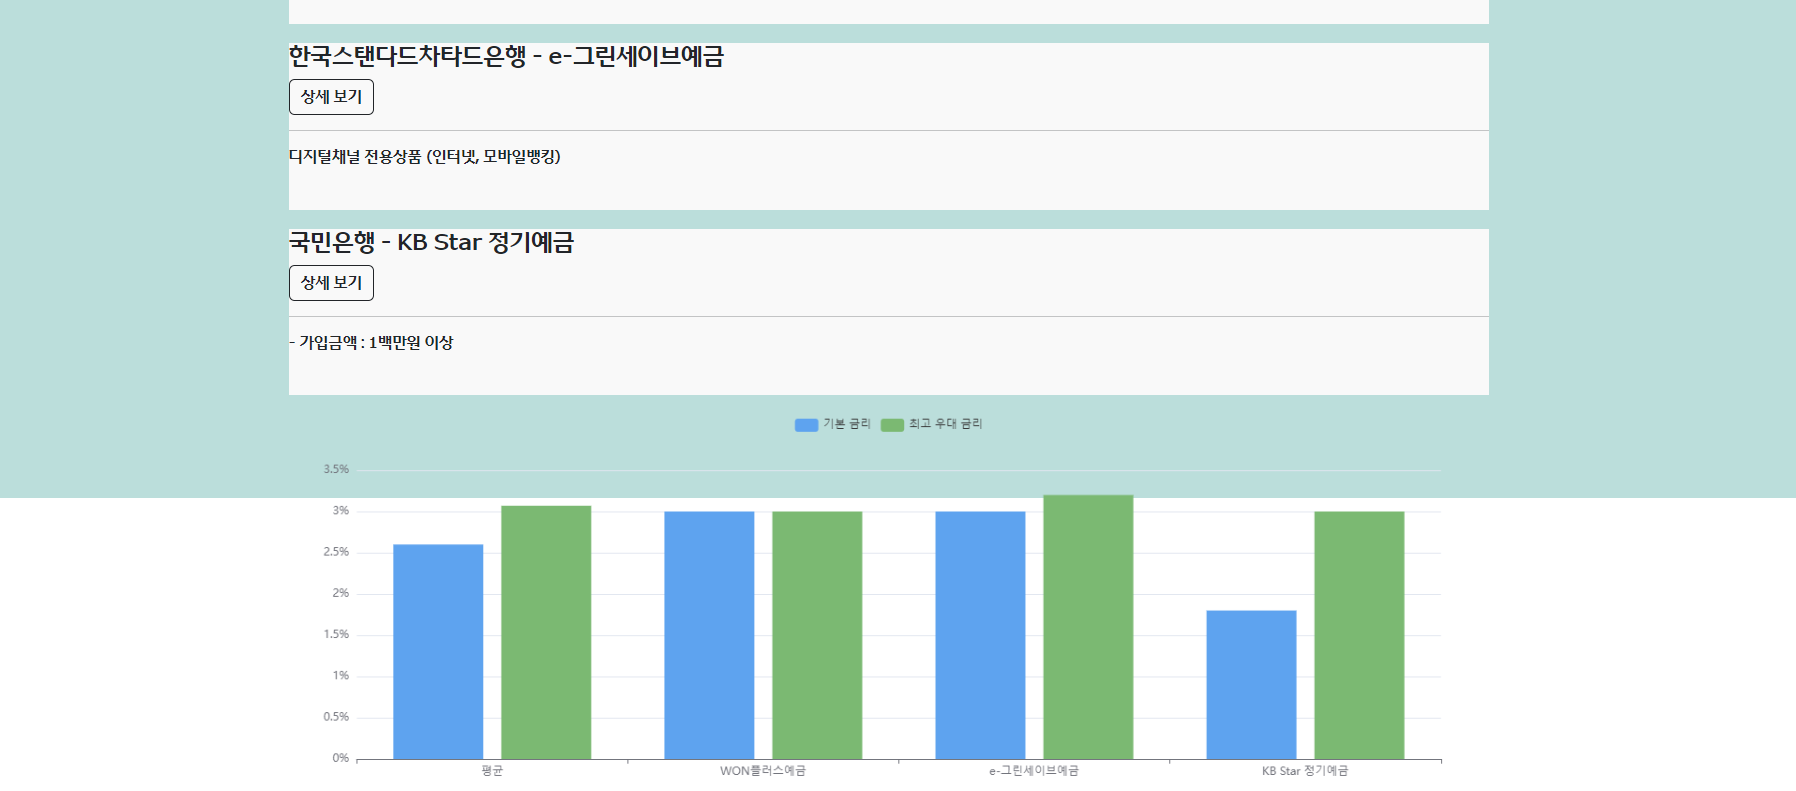 한국스탠다드차타드은행 - e-그린세이브예금
상세 보기
디지털채널 전용상품 (인터넷, 모바일뱅킹)
국민은행 - KB Star 정기예금
상세 보기
- 가입금액 : 1백만원 이상
기본 금리 최고 우대 금리
3.5%
3%
2.5%
2%
1.5%
1%
0.5%
0%
평균 WON플러스예금 e-그린세이브예금 KB Star 정기예금